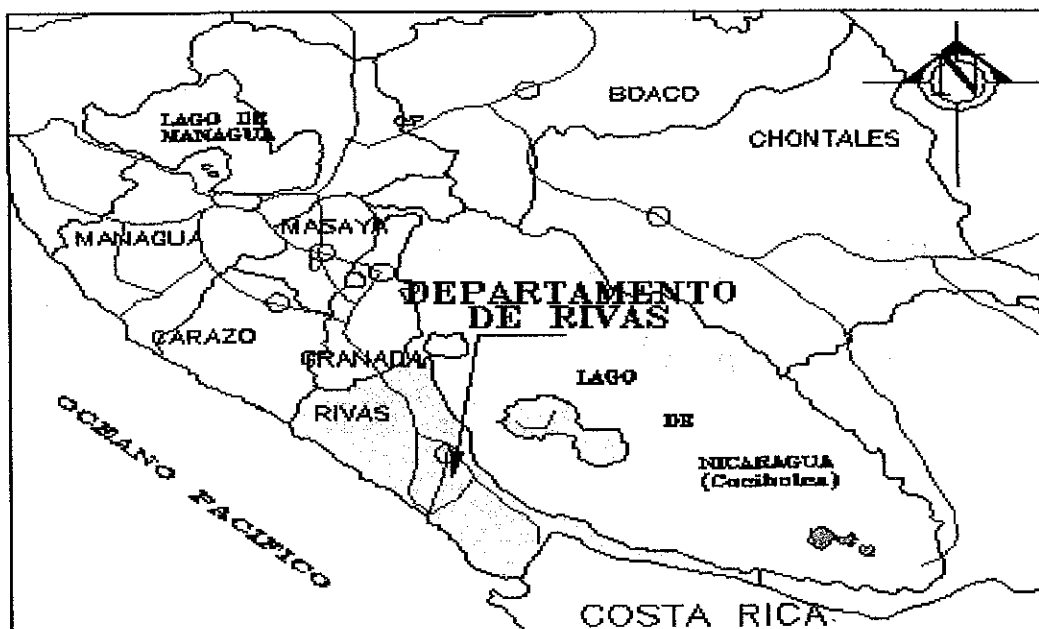 BOACO
N
LAGO DE
MANAGUA
CHONTALES
MANAGUA
MASAYA
DEPARTAMENTO
DE RIVAS
CARAZO
GRANADA
LAGO
RIVAS
DE
OCEANO PACIFICO
NICARAGUA
(Cocibolca)
COSTA RICA